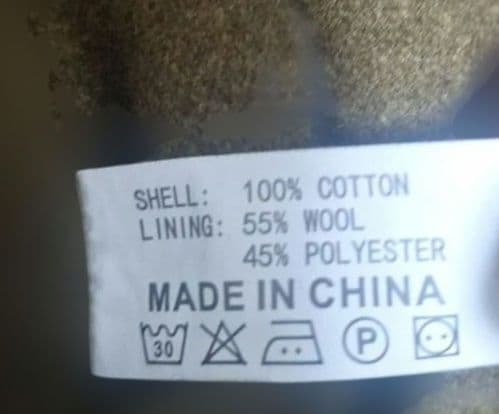 SHELL: 100% COTTON
LINING: 55% WOOL
45% POLYESTER
MADE IN CHINA
30 P